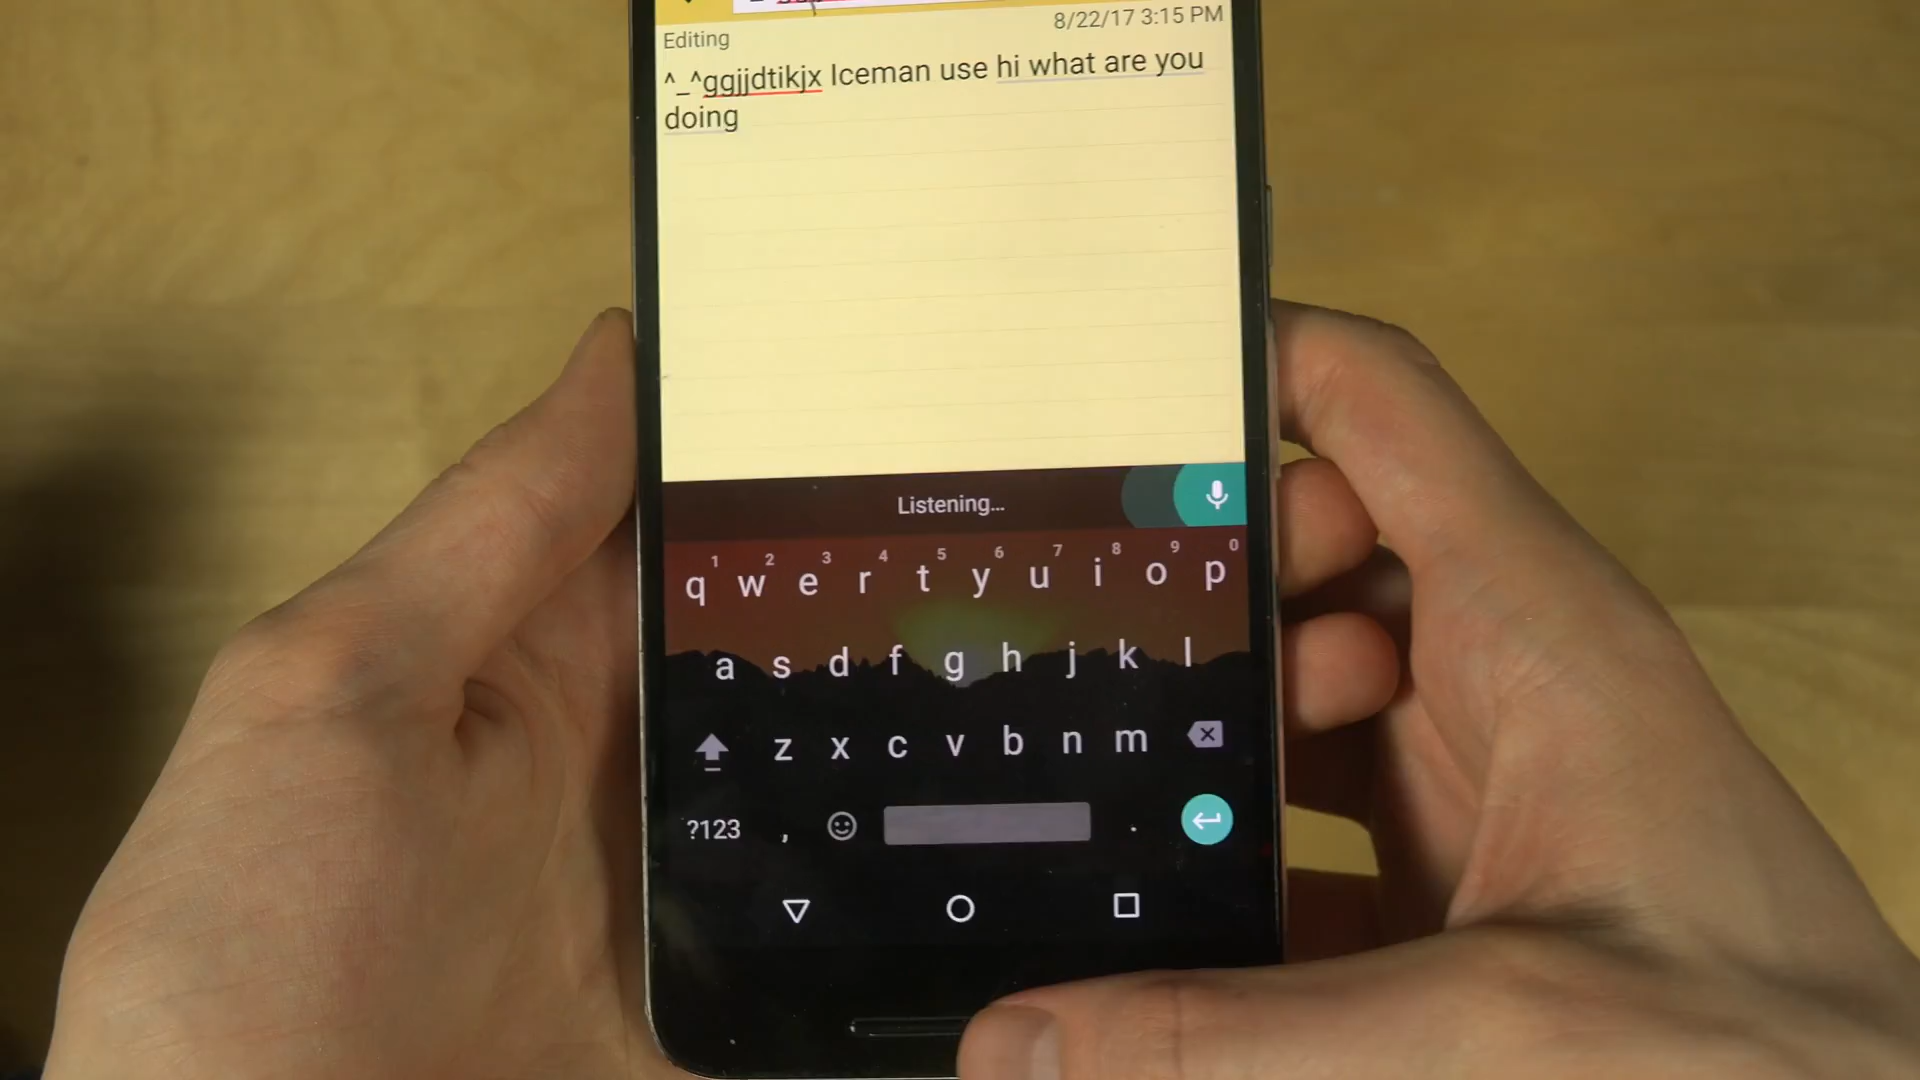 8/22/17 3:15 PM
Editing
^_^ggjjdtikjx Iceman use hi what are you
doing
Listening...
1 2 3 4 5 6 7 8 9 0
q w e r t y u i o p
a s d f g h j k l
z x c v b n m
?123 , .